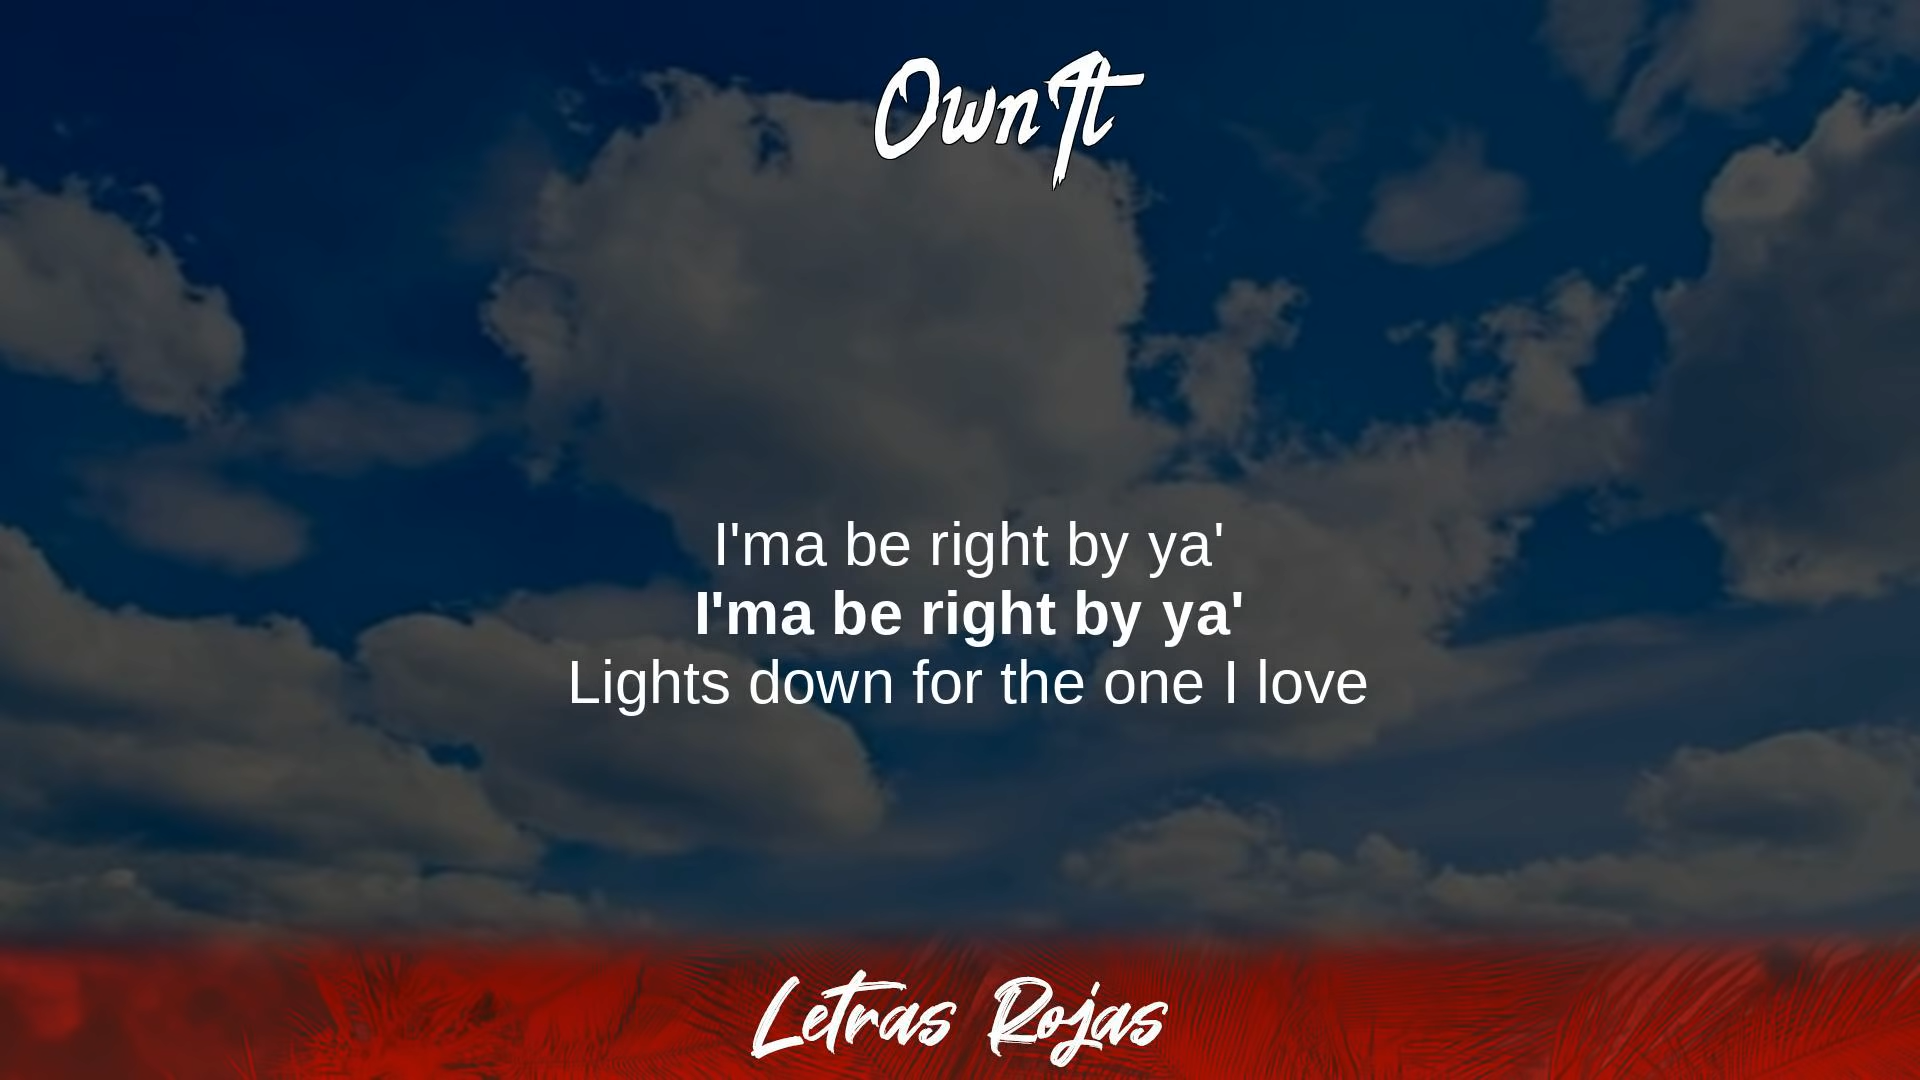 Own It
I'ma be right by ya'
I'ma be right by ya'
Lights down for the one I love
Letras Rojas